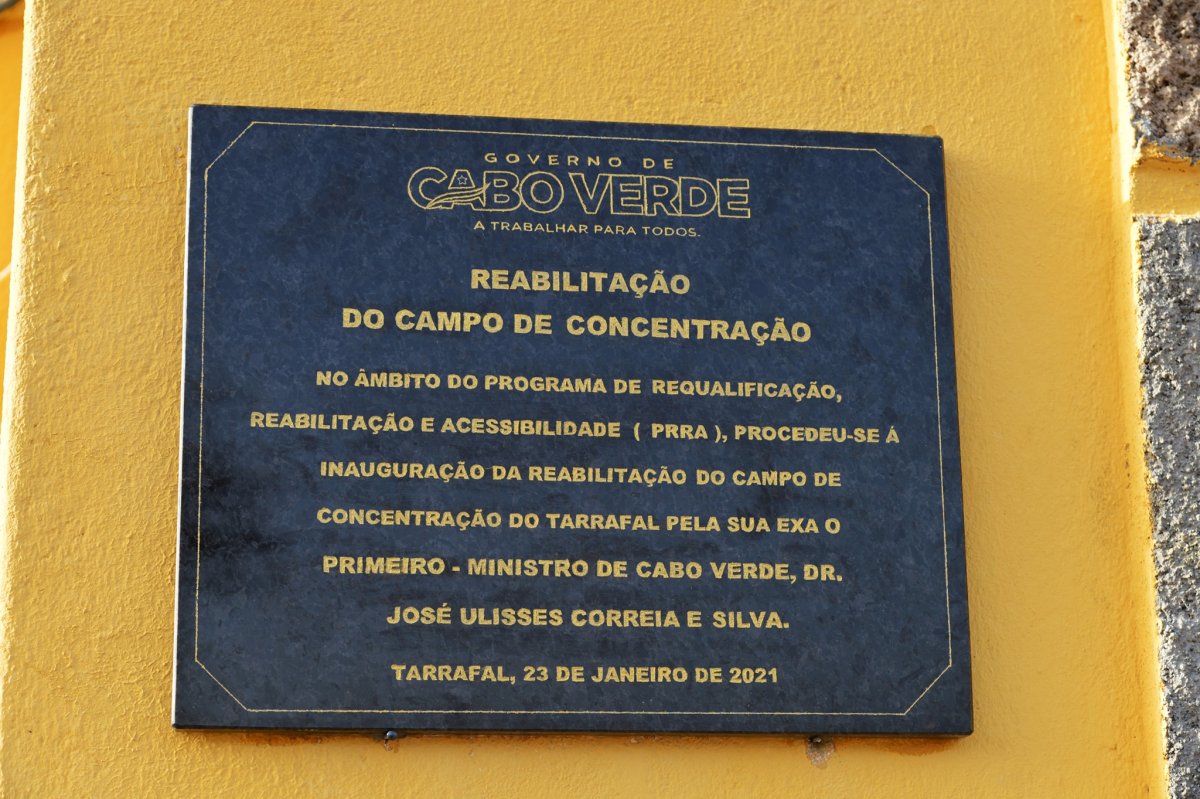 GOVERNO DE
CABO VERDE
A TRABALHAR PARA TODOS.
REABILITAÇÃO
DO CAMPO DE CONCENTRAÇÃO
NO ÂMBITO DO PROGRAMA DE REQUALIFICAÇÃO,
REABILITAÇÃO E ACESSIBILIDADE ( PRRA ), PROCEDEU-SE Á
INAUGURAÇÃO DA REABILITAÇÃO DO CAMPO DE
CONCENTRAÇÃO DO TARRAFAL PELA SUA EXA O
PRIMEIRO - MINISTRO DE CABO VERDE, DR.
JOSÉ ULISSES CORREIA E SILVA.
TARRAFAL, 23 DE JANEIRO DE 2021